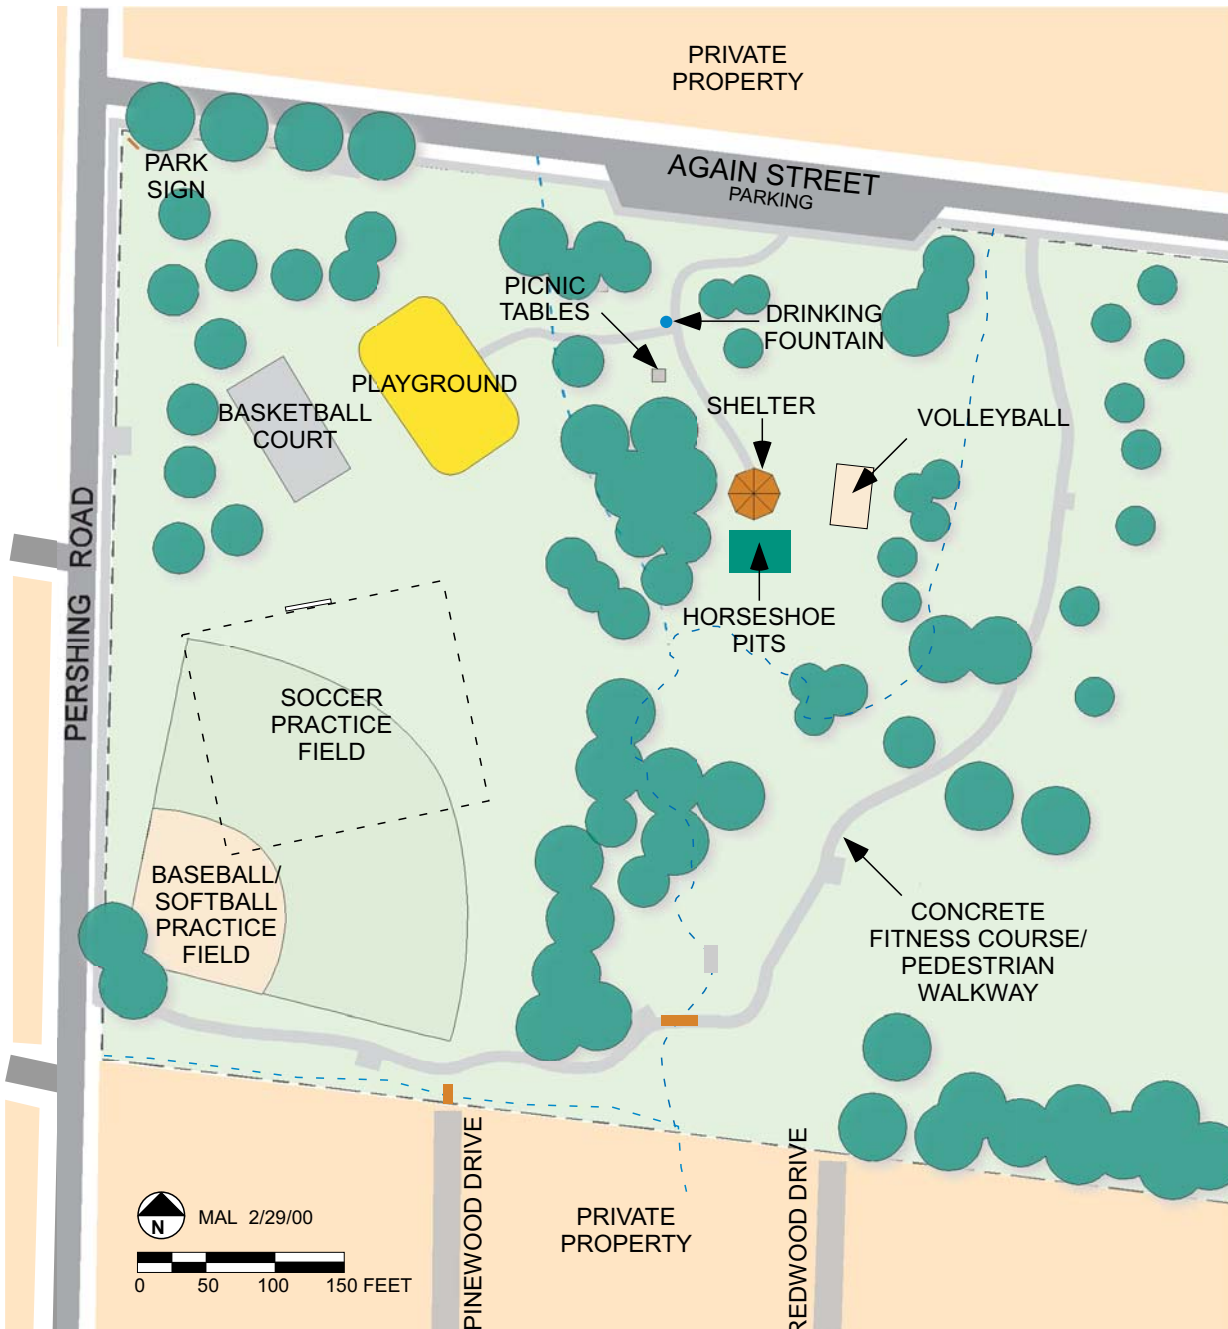 PRIVATE
PROPERTY
AGAIN STREET
PARKING
PARK
SIGN
PICNIC
TABLES
DRINKING
FOUNTAIN
PLAYGROUND
BASKETBALL
COURT
SHELTER
VOLLEYBALL
PERSHING ROAD
HORSESHOE
PITS
SOCCER
PRACTICE
FIELD
BASEBALL/
SOFTBALL
PRACTICE
FIELD
CONCRETE
FITNESS COURSE/
PEDESTRIAN
WALKWAY
PINEWOOD DRIVE
REDWOOD DRIVE
PRIVATE
PROPERTY
N
MAL 2/29/00
0 50 100 150 FEET